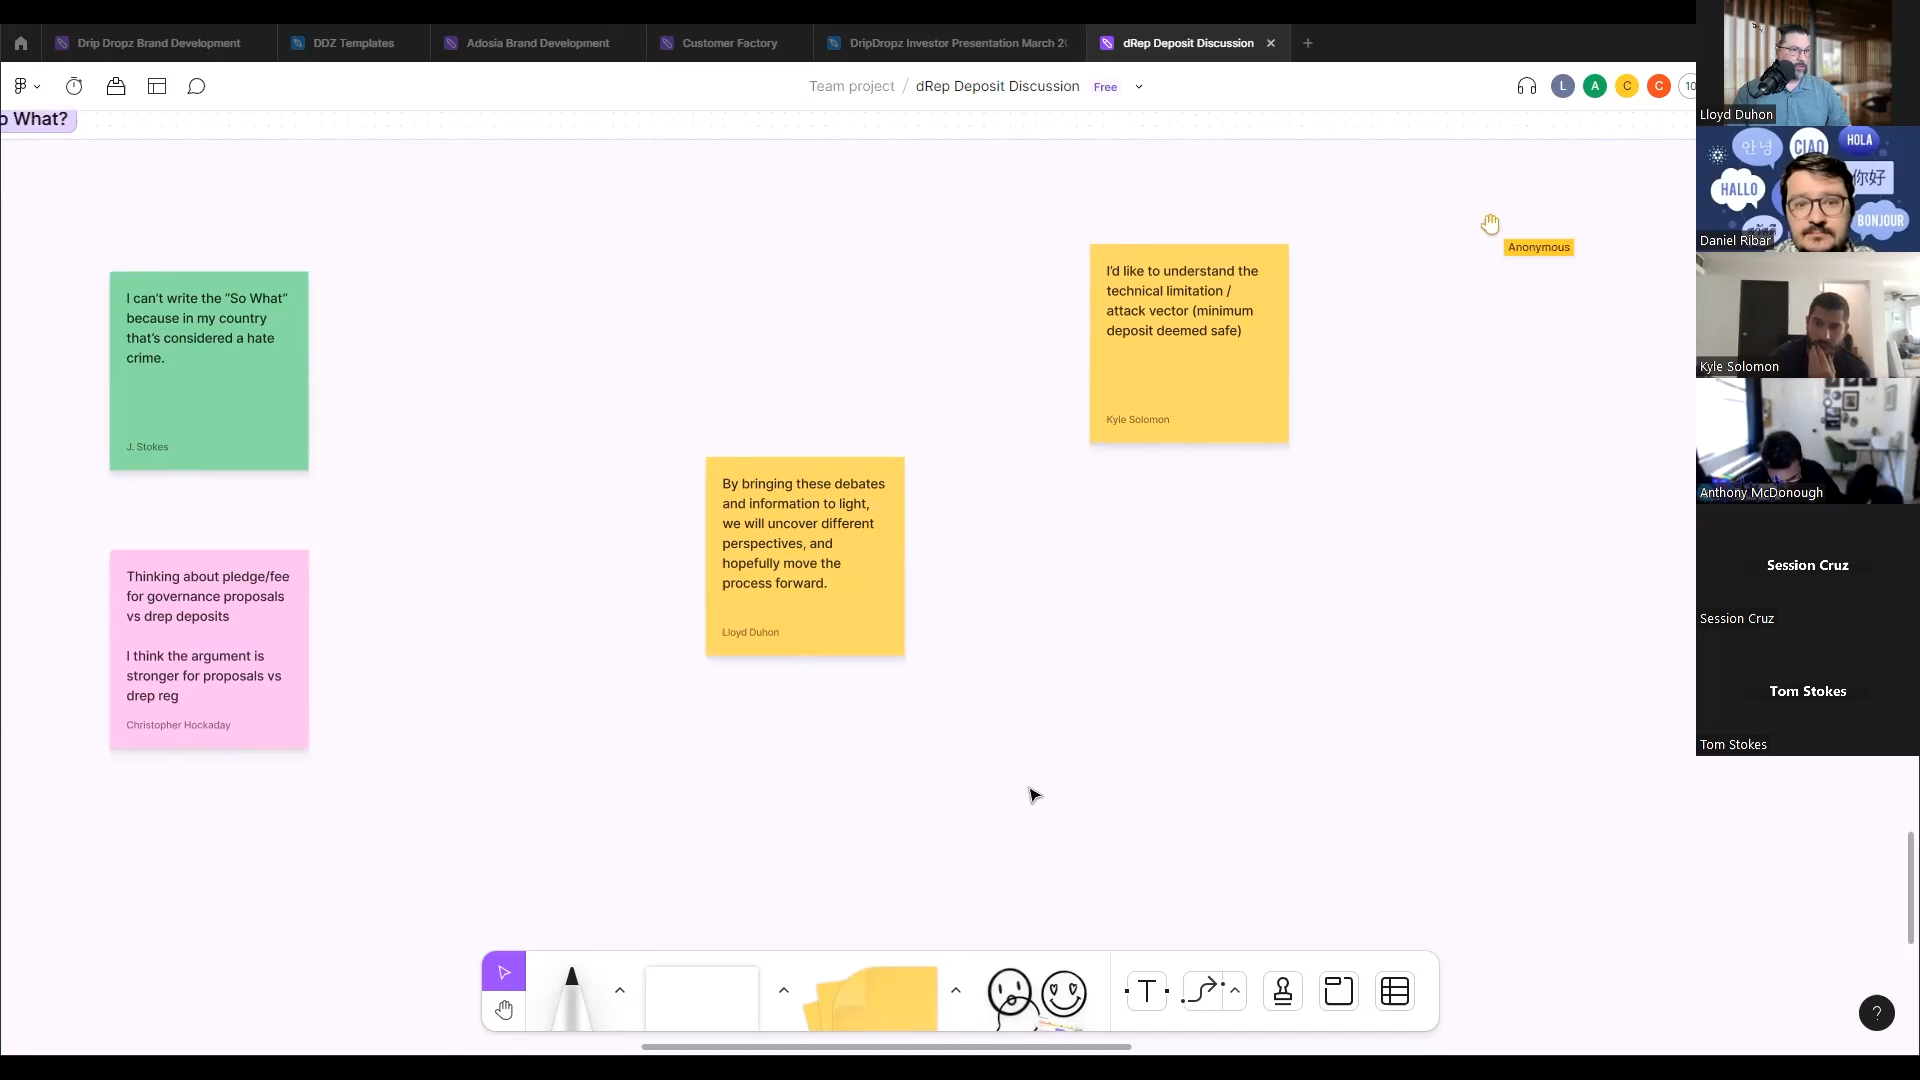 Drip Dropz Brand Development
DDZ Templates
Adosia Brand Development
Customer Factory
DripDropz Investor Presentation March 2
dRep Deposit Discussion
Team project / dRep Deposit Discussion Free
L
A
C
C
10
o What?
I can't write the "So What"
because in my country
that's considered a hate
crime.
J. Stokes
Thinking about pledge/fee
for governance proposals
vs drep deposits
I think the argument is
stronger for proposals vs
drep reg
Christopher Hockaday
By bringing these debates
and information to light,
we will uncover different
perspectives, and
hopefully move the
process forward.
Lloyd Duhon
I'd like to understand the
technical limitation /
attack vector (minimum
deposit deemed safe)
Kyle Solomon
Anonymous
Lloyd Duhon
안녕
CIAO
HOLA
HALLO
你好
BONJOUR
Daniel Ribar
Kyle Solomon
Anthony McDonough
Session Cruz
Session Cruz
Tom Stokes
Tom Stokes
T
?